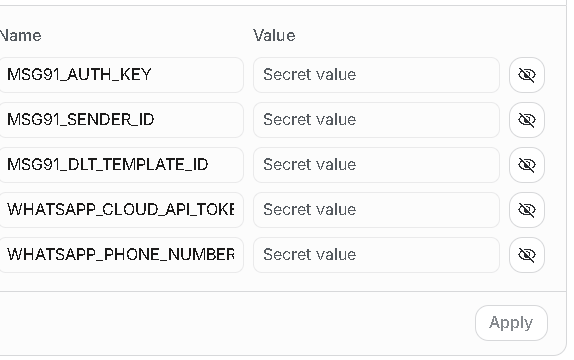 Name Value
MSG91_AUTH_KEY Secret value
MSG91_SENDER_ID Secret value
MSG91_DLT_TEMPLATE_ID Secret value
WHATSAPP_CLOUD_API_TOKE Secret value
WHATSAPP_PHONE_NUMBER Secret value
Apply